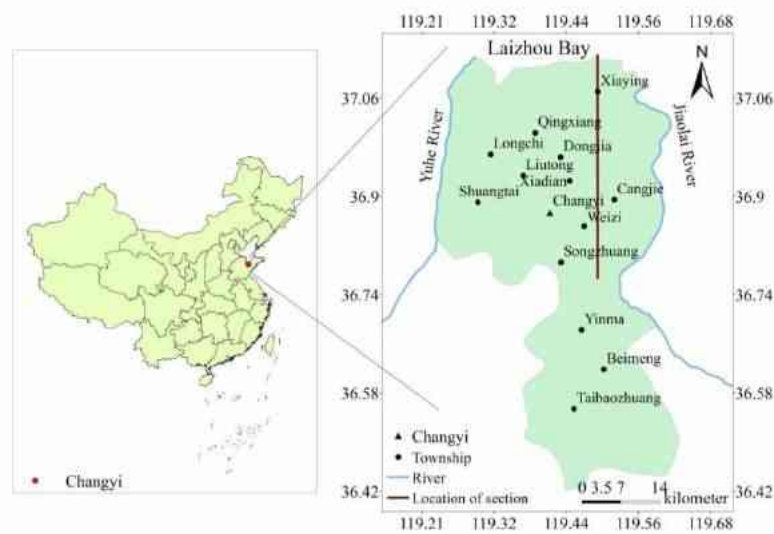 119.21 119.32 119.44 119.56 119.68
Laizhou Bay
N
Xiaying
37.06 37.06
Qingxiang
Jiaolai River
Yuhe River
Longchi Dongjia
Liutong
Xiadian
36.9 36.9
Shuangtai Cangjie
Changyi
Weizi
Songzhuang
36.74 36.74
Yinma
Beimeng
36.58 36.58
Taibaozhuang
Changyi
Township
River
Location of section
0 3.5 7 14
kilometer
Changyi
36.42 36.42
119.21 119.32 119.44 119.56 119.68